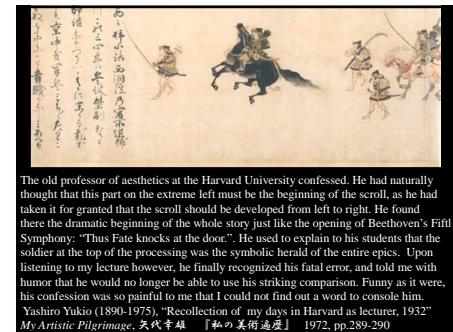 The old professor of aesthetics at the Harvard University confessed. He had naturally
thought that this part on the extreme left must be the beginning of the scroll, as he had
taken it for granted that the scroll should be developed from left to right. He found
there the dramatic beginning of the whole story just like the opening of Beethoven's Fiftl
Symphony: “Thus Fate knocks at the door.”. He used to explain to his students that the
soldier at the top of the processing was the symbolic herald of the entire epics. Upon
listening to my lecture however, he finally recognized his fatal error, and told me with
humor that he would no longer be able to use his striking comparison. Funny as it were,
his confession was so painful to me that I could not find out a word to console him.
Yashiro Yukio (1890-1975), “Recollection of my days in Harvard as lecturer, 1932”
My Artistic Pilgrimage, 矢代幸雄 『私の美術遍歴』 1972, pp.289-290